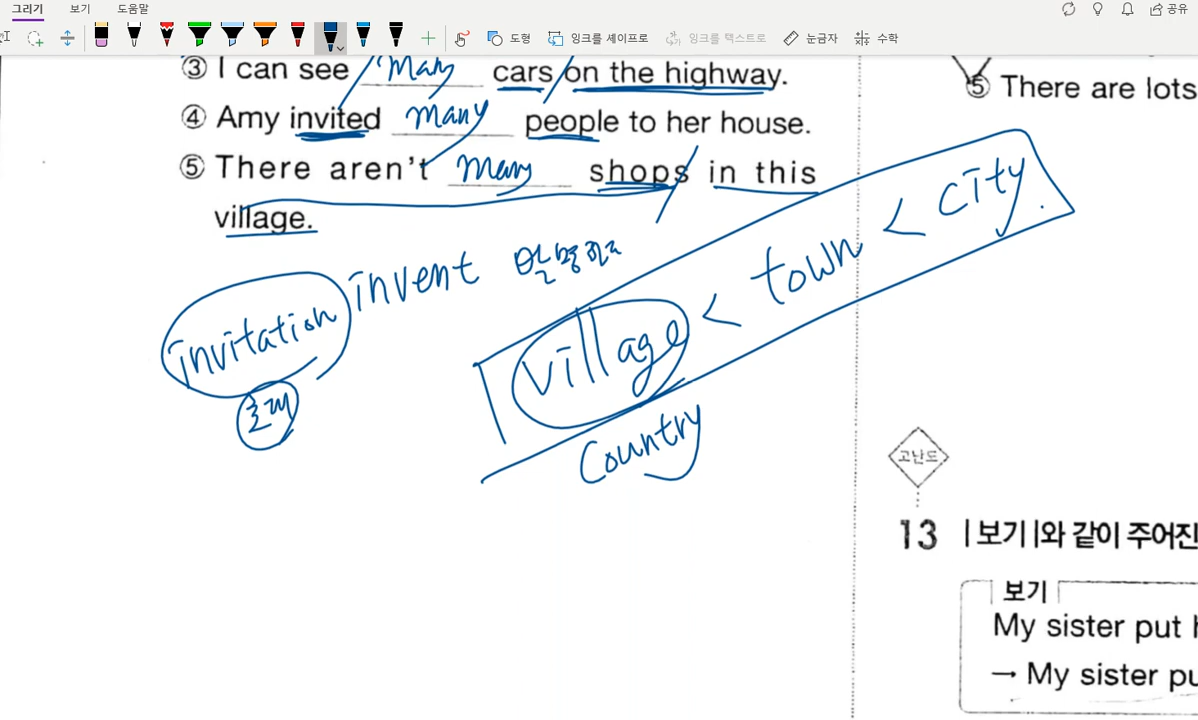 그리기 보기 도움말 공유
도형 잉크를 셰이프로 잉크를 텍스트로 눈금자 수학
③ I can see many cars on the highway.
④ Amy invited many people to her house.
⑤ There aren't many shops in this
village.
invitation invent 발명하다
초대
village < town < city
country
⑤ There are lots
고난도
13 |보기|와 같이 주어진
보기
My sister put
→ My sister pu